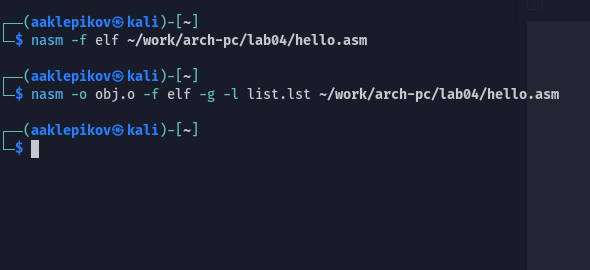 ┌──(aaklepikov㉿kali)-[~]
└─$ nasm -f elf ~/work/arch-pc/lab04/hello.asm
┌──(aaklepikov㉿kali)-[~]
└─$ nasm -o obj.o -f elf -g -l list.lst ~/work/arch-pc/lab04/hello.asm
┌──(aaklepikov㉿kali)-[~]
└─$